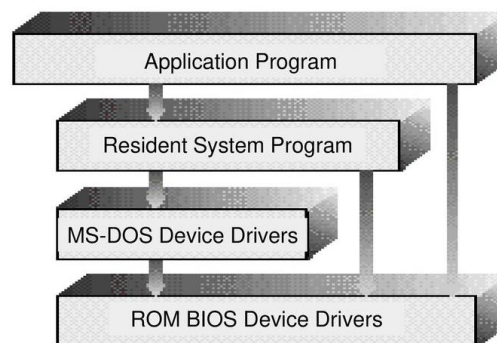 Application Program
Resident System Program
MS-DOS Device Drivers
ROM BIOS Device Drivers